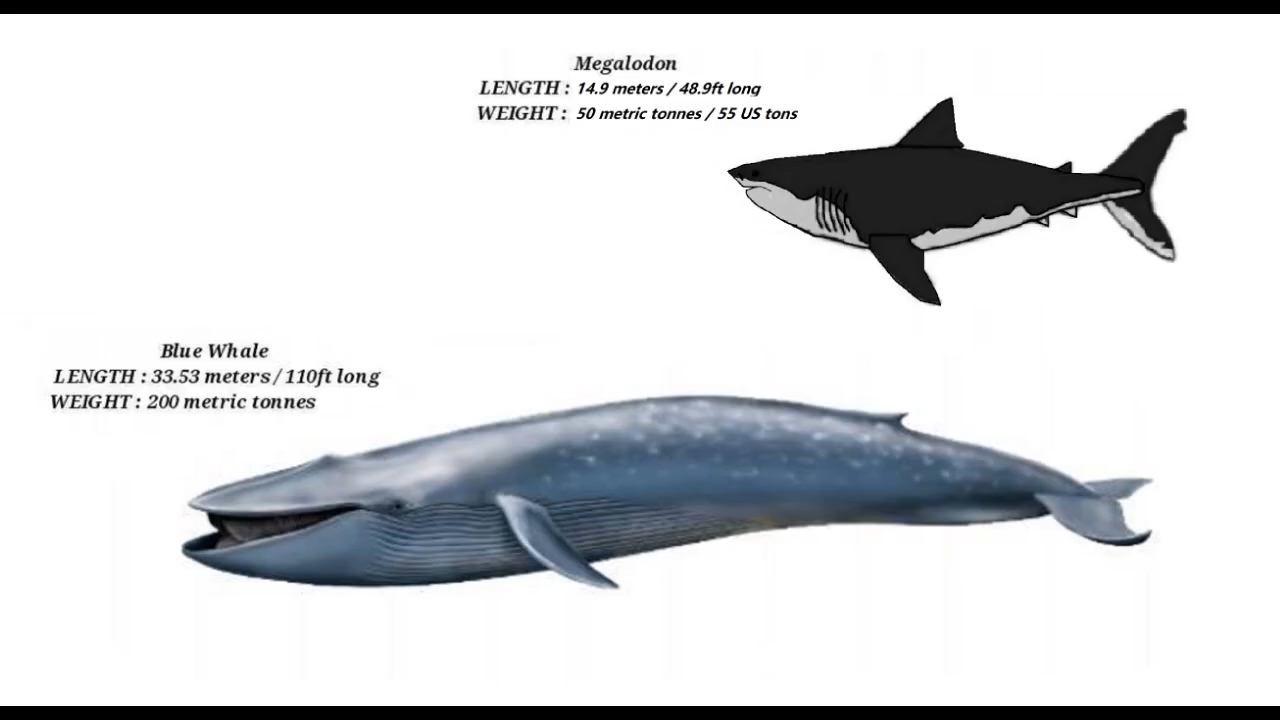 Megalodon
LENGTH : 14.9 meters / 48.9ft long
WEIGHT : 50 metric tonnes / 55 US tons
Blue Whale
LENGTH : 33.53 meters / 110ft long
WEIGHT : 200 metric tonnes